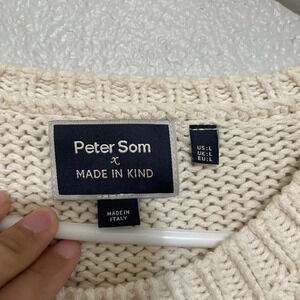 Peter Som
x
MADE IN KIND
US:L
UK:L
EU:L
MADE IN
ITALY